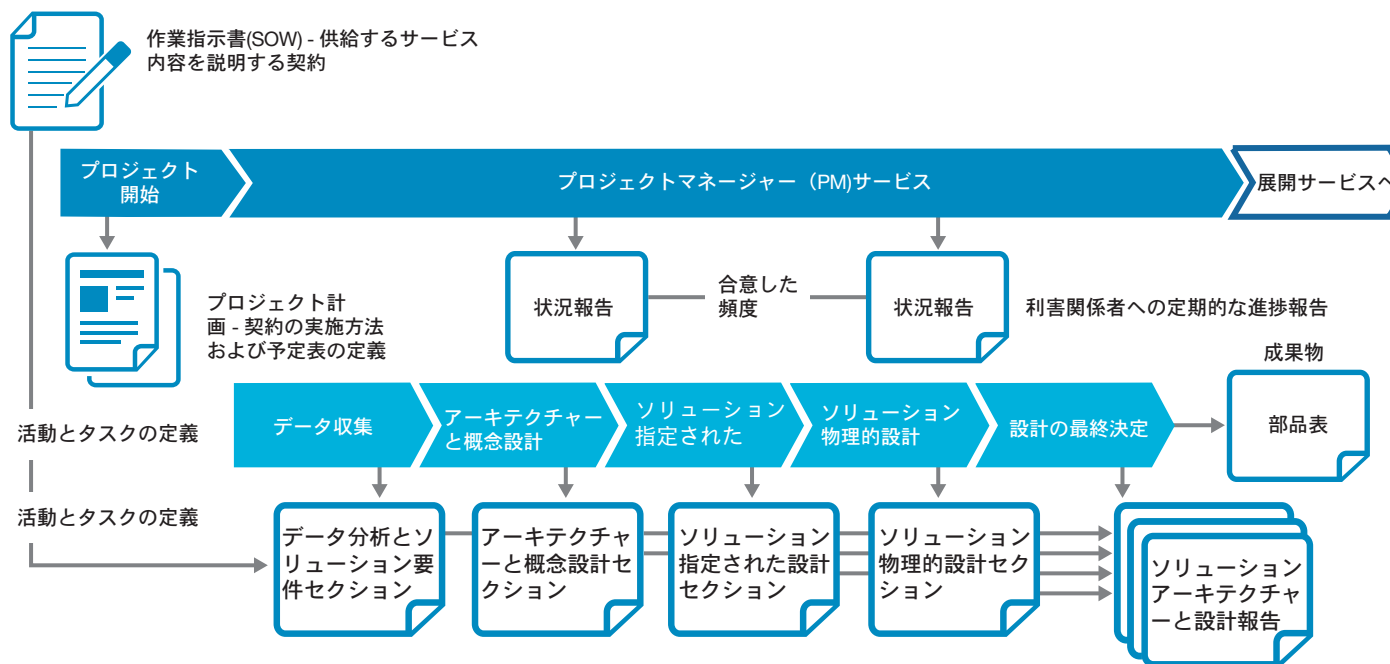 作業指示書(SOW) - 供給するサービス
内容を説明する契約
プロジェクト
開始
プロジェクトマネージャー（PM)サービス
展開サービスへ
プロジェクト計
画 - 契約の実施方法
および予定表の定義
状況報告
合意した
頻度
状況報告
利害関係者への定期的な進捗報告
成果物
部品表
活動とタスクの定義
データ収集
アーキテクチャー
と概念設計
ソリューション
指定された
ソリューション
物理的設計
設計の最終決定
活動とタスクの定義
データ分析とソ
リューション要
件セクション
アーキテクチャ
ーと概念設計セ
クション
ソリューション
指定された設計
セクション
ソリューション
物理的設計セク
ション
ソリューション
アーキテクチャ
ーと設計報告